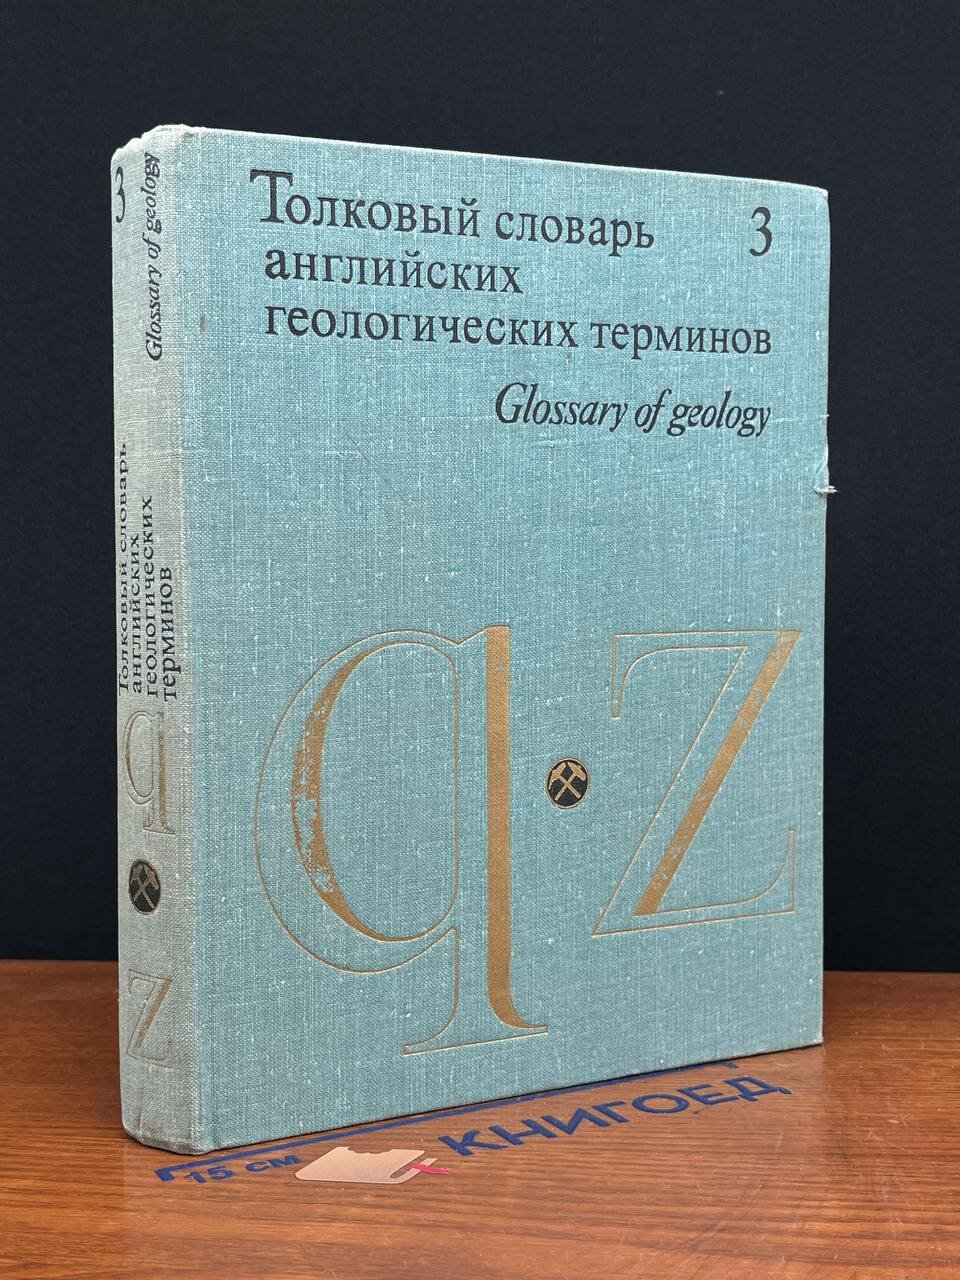 Толковый словарь
английских
геологических терминов
3
Glossary of geology
q·z
3
Glossary of geology
Толковый словарь
английских
геологических
терминов
q
z
15 см
КНИГОЕД